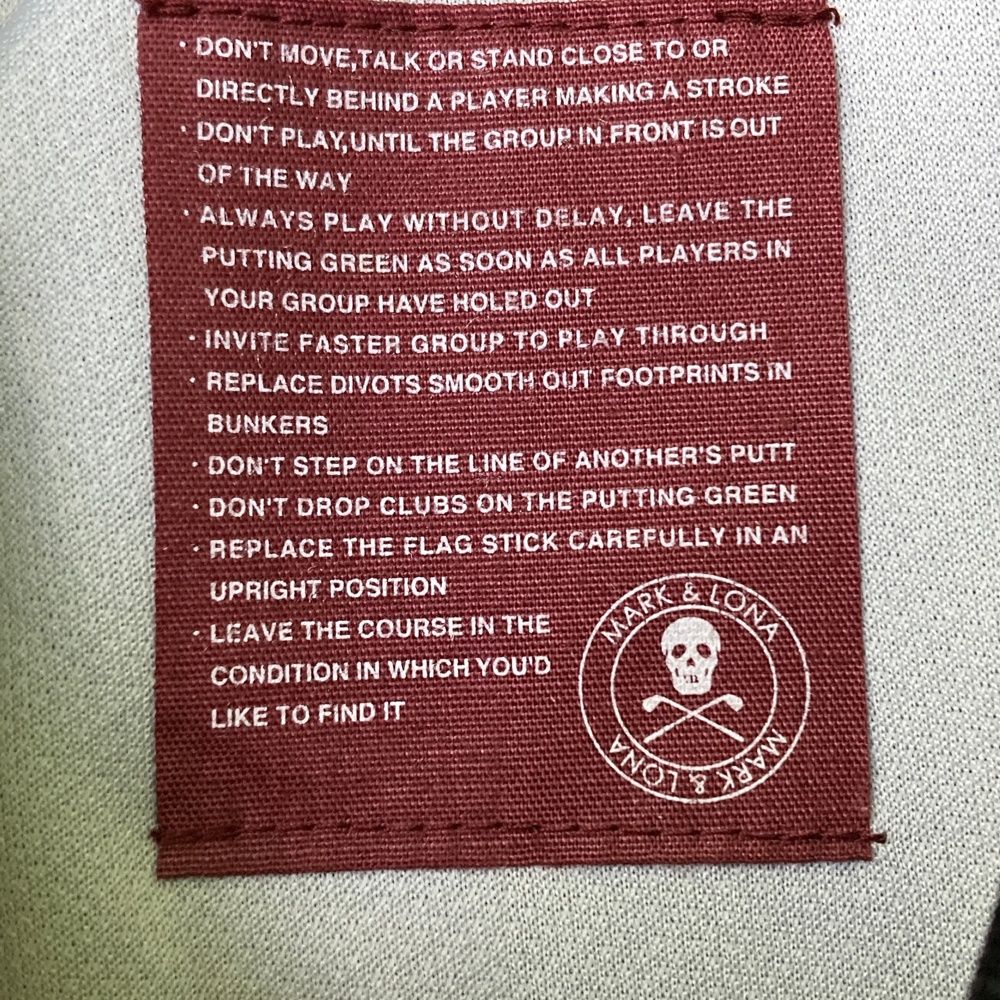 · DON'T MOVE,TALK OR STAND CLOSE TO OR
DIRECTLY BEHIND A PLAYER MAKING A STROKE
· DON'T PLAY,UNTIL THE GROUP IN FRONT IS OUT
OF THE WAY
· ALWAYS PLAY WITHOUT DELAY, LEAVE THE
PUTTING GREEN AS SOON AS ALL PLAYERS IN
YOUR GROUP HAVE HOLED OUT
· INVITE FASTER GROUP TO PLAY THROUGH
· REPLACE DIVOTS SMOOTH OUT FOOTPRINTS IN
BUNKERS
· DON'T STEP ON THE LINE OF ANOTHER'S PUTT
· DON'T DROP CLUBS ON THE PUTTING GREEN
· REPLACE THE FLAG STICK CAREFULLY IN AN
UPRIGHT POSITION
· LEAVE THE COURSE IN THE
CONDITION IN WHICH YOU'D
LIKE TO FIND IT
MARK & LONA
MARK & LONA